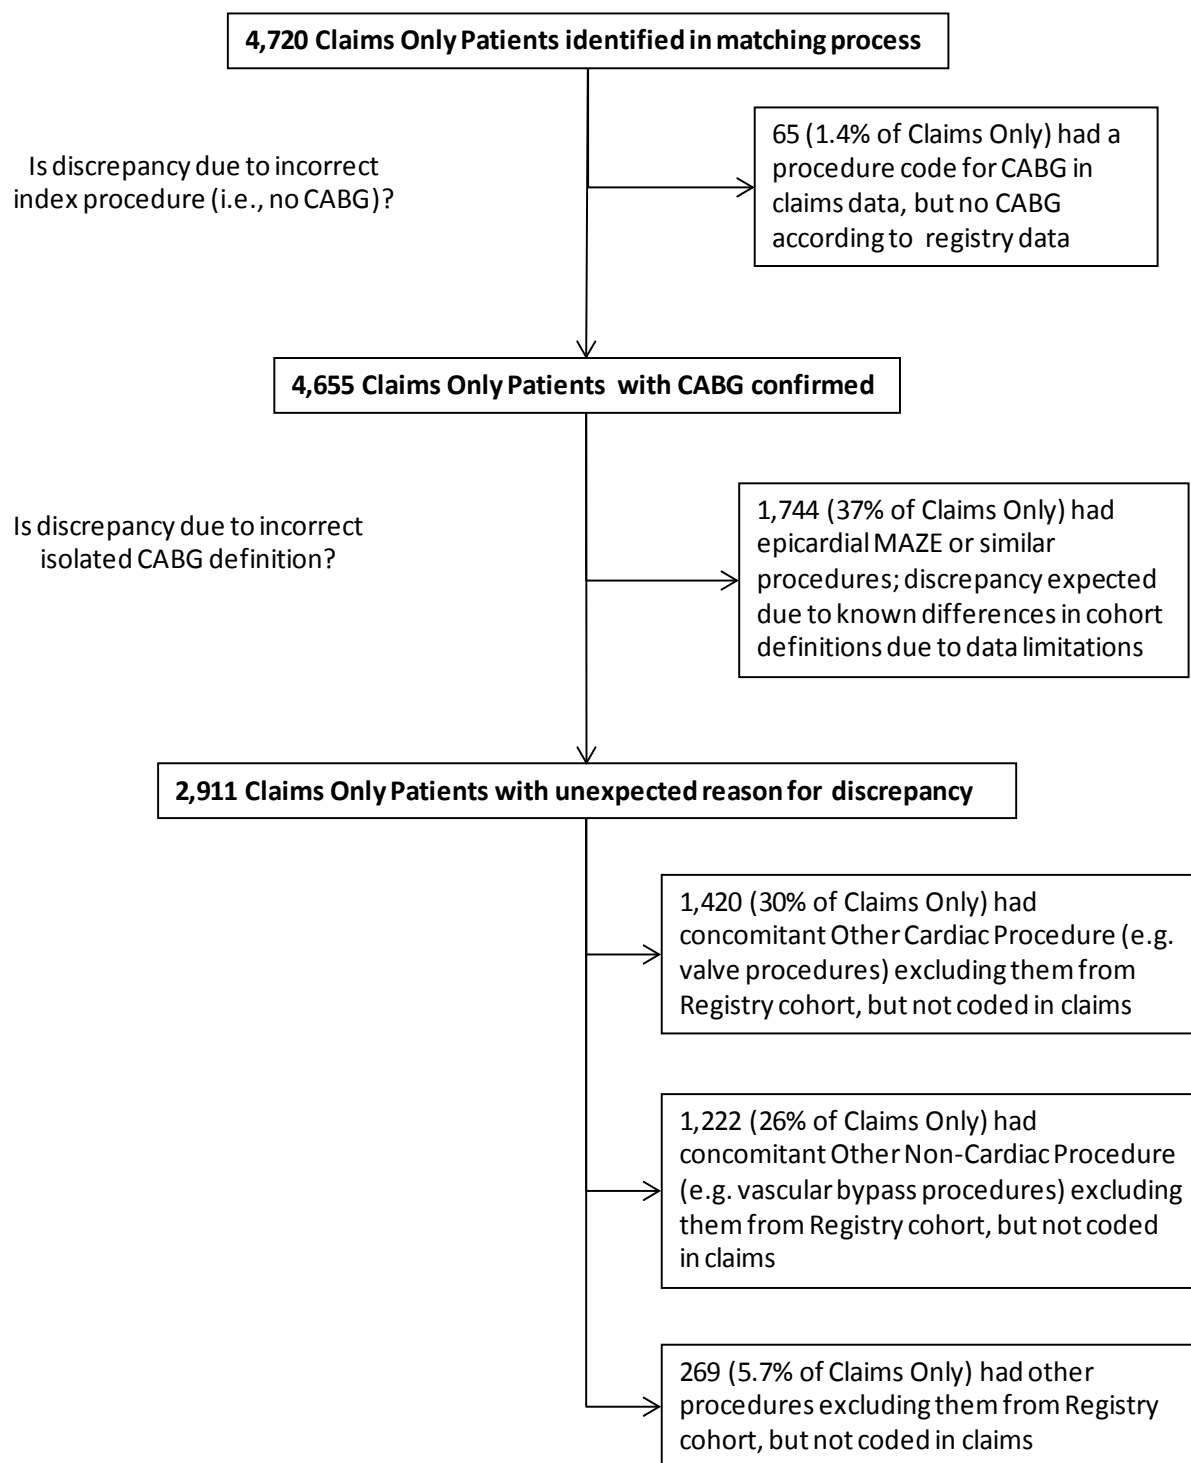 4,720 Claims Only Patients identified in matching process
65 (1.4% of Claims Only) had a
procedure code for CABG in
claims data, but no CABG
according to registry data
Is discrepancy due to incorrect
index procedure (i.e., no CABG)?
4,655 Claims Only Patients with CABG confirmed
1,744 (37% of Claims Only) had
epicardial MAZE or similar
procedures; discrepancy expected
due to known differences in cohort
definitions due to data limitations
Is discrepancy due to incorrect
isolated CABG definition?
2,911 Claims Only Patients with unexpected reason for discrepancy
1,420 (30% of Claims Only) had
concomitant Other Cardiac Procedure (e.g.
valve procedures) excluding them from
Registry cohort, but not coded in claims
1,222 (26% of Claims Only) had
concomitant Other Non-Cardiac Procedure
(e.g. vascular bypass procedures) excluding
them from Registry cohort, but not coded
in claims
269 (5.7% of Claims Only) had other
procedures excluding them from Registry
cohort, but not coded in claims